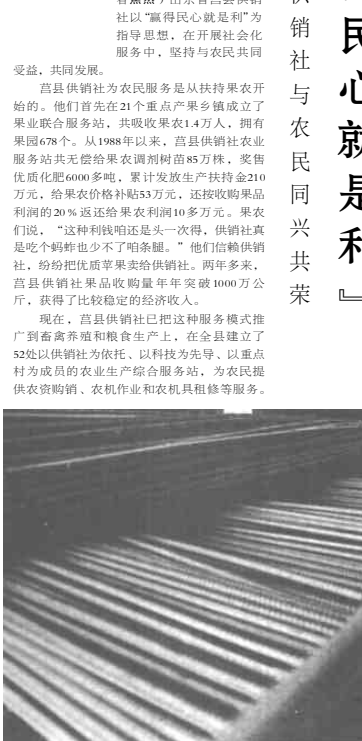 民心就是利』
供销社与农民同兴共荣
社以“赢得民心就是利”为
指导思想，在开展社会化
服务中，坚持与农民共同
受益，共同发展。
莒县供销社为农民服务是从扶持果农开
始的。他们首先在21个重点产果乡镇成立了
果业联合服务站，共吸收果农1.4万人，拥有
果园678个。从1988年以来，莒县供销社农业
服务站共无偿给果农调剂树苗85万株，奖售
优质化肥6000多吨，累计发放生产扶持金210
万元，给果农价格补贴53万元，还按收购果品
利润的20%返还给果农利润10多万元。果农
们说，“这种利钱咱还是头一次得，供销社真
是吃个蚂蚱也少不了咱条腿。”他们信赖供销
社，纷纷把优质苹果卖给供销社。两年多来，
莒县供销社果品收购量年年突破1000万公
斤，获得了比较稳定的经济收入。
现在，莒县供销社已把这种服务模式推
广到畜禽养殖和粮食生产上，在全县建立了
52处以供销社为依托、以科技为先导、以重点
村为成员的农业生产综合服务站，为农民提
供农资购销、农机作业和农机具租修等服务。